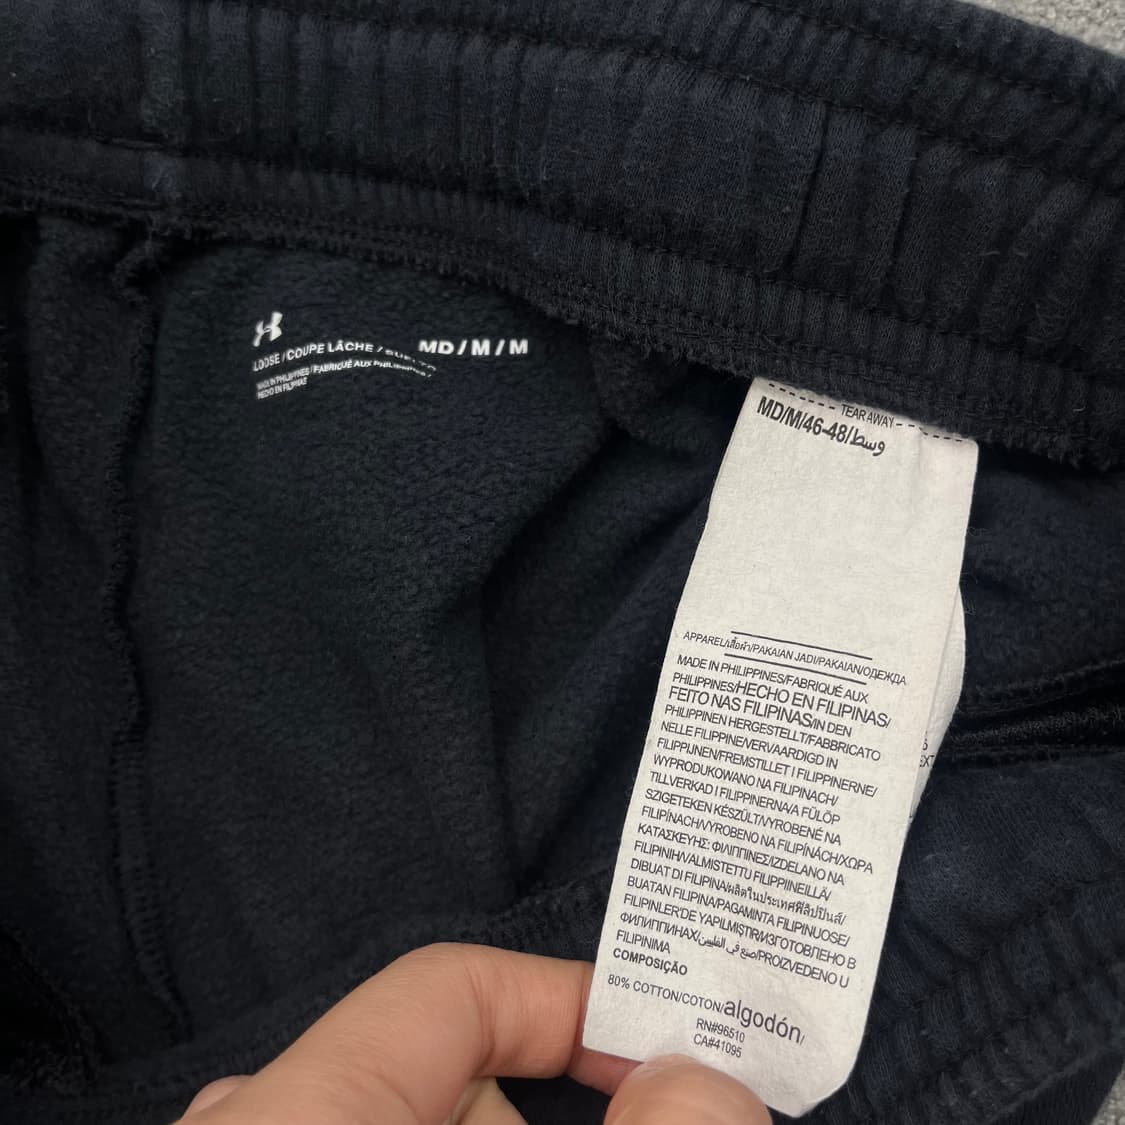 LOOSE / COUPE LÂCHE / SUELTO
MD / M / M
MADE IN PHILIPPINES / FABRIQUÉ AUX PHILIPPINES /
HECHO EN FILIPINAS
TEAR AWAY
MD/M/46-48/وسط
APPAREL/เสื้อผ้า/PAKAIAN JADI/PAKAIAN/ОДЕЖДА
MADE IN PHILIPPINES/FABRIQUÉ AUX
PHILIPPINES/HECHO EN FILIPINAS/
FEITO NAS FILIPINAS/IN DEN
PHILIPPINEN HERGESTELLT/FABBRICATO
NELLE FILIPPINE/VERVAARDIGD IN
FILIPPIJNEN/FREMSTILLET I FILIPPINERNE/
WYPRODUKOWANO NA FILIPINACH/
TILLVERKAD I FILIPPINERNA/A FÜLÖP
SZIGETEKEN KÉSZÜLT/VYROBENÉ NA
FILIPÍNACH/VYROBENO NA FILIPÍNÁCH/ΧΩΡΑ
ΚΑΤΑΣΚΕΥΗΣ: ΦΙΛΙΠΠΙΝΕΣ/IZDELANO NA
FILIPINIH/VALMISTETTU FILIPPIINEILLÄ/
DIBUAT DI FILIPINA/ผลิตในประเทศฟิลิปปินส์/
BUATAN FILIPINA/PAGAMINTA FILIPINUOSE/
FILIPINLER'DE YAPILMIŞTIR/ИЗГОТОВЛЕНО В
ФИЛИППИНАХ/صنع في الفلبين/PROIZVEDENO U
FILIPINIMA
COMPOSIÇÃO
80% COTTON/COTON/algodón/
RN#96510
CA#41095